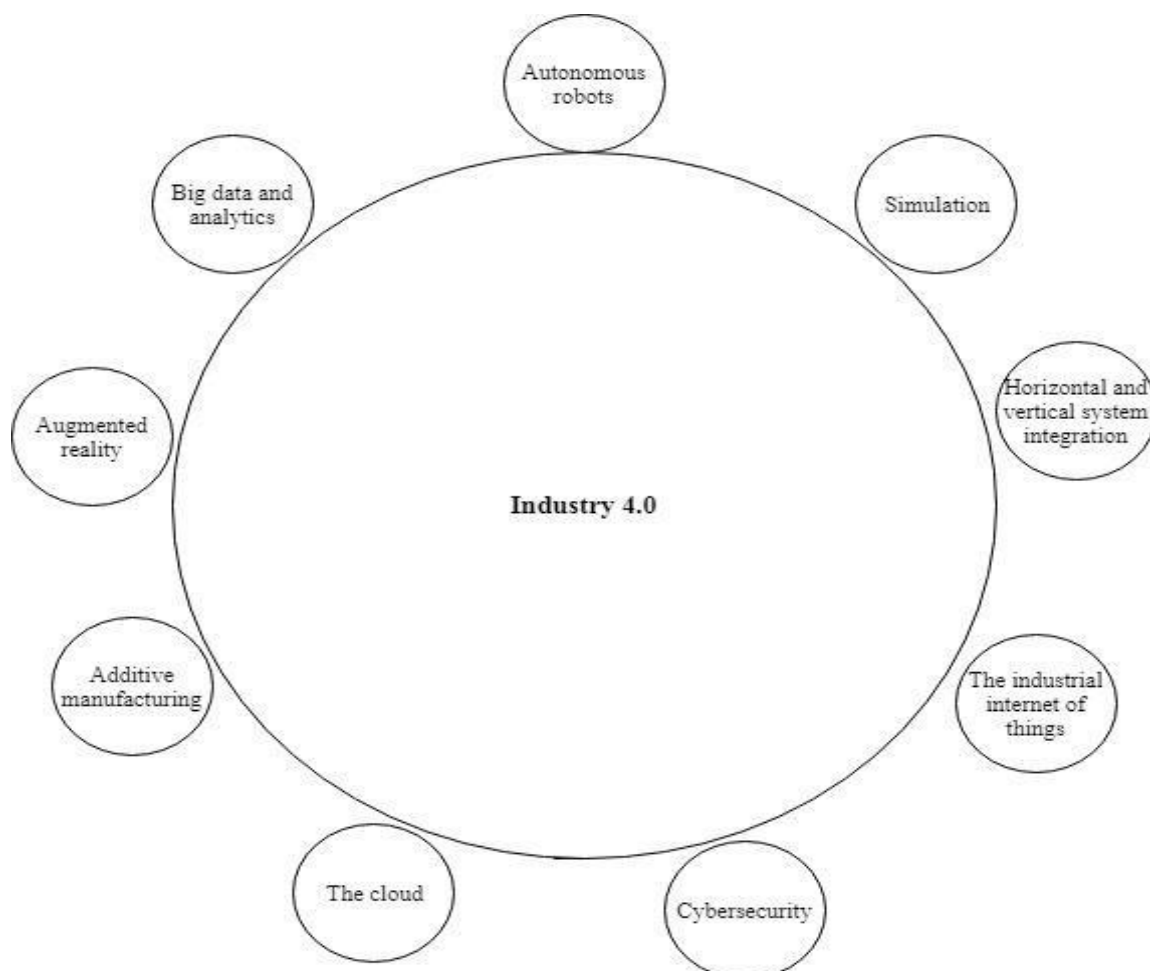 Autonomous
robots
Big data and
analytics
Simulation
Horizontal and
vertical system
integration
Augmented
reality
Industry 4.0
Additive
manufacturing
The industrial
internet of
things
The cloud
Cybersecurity